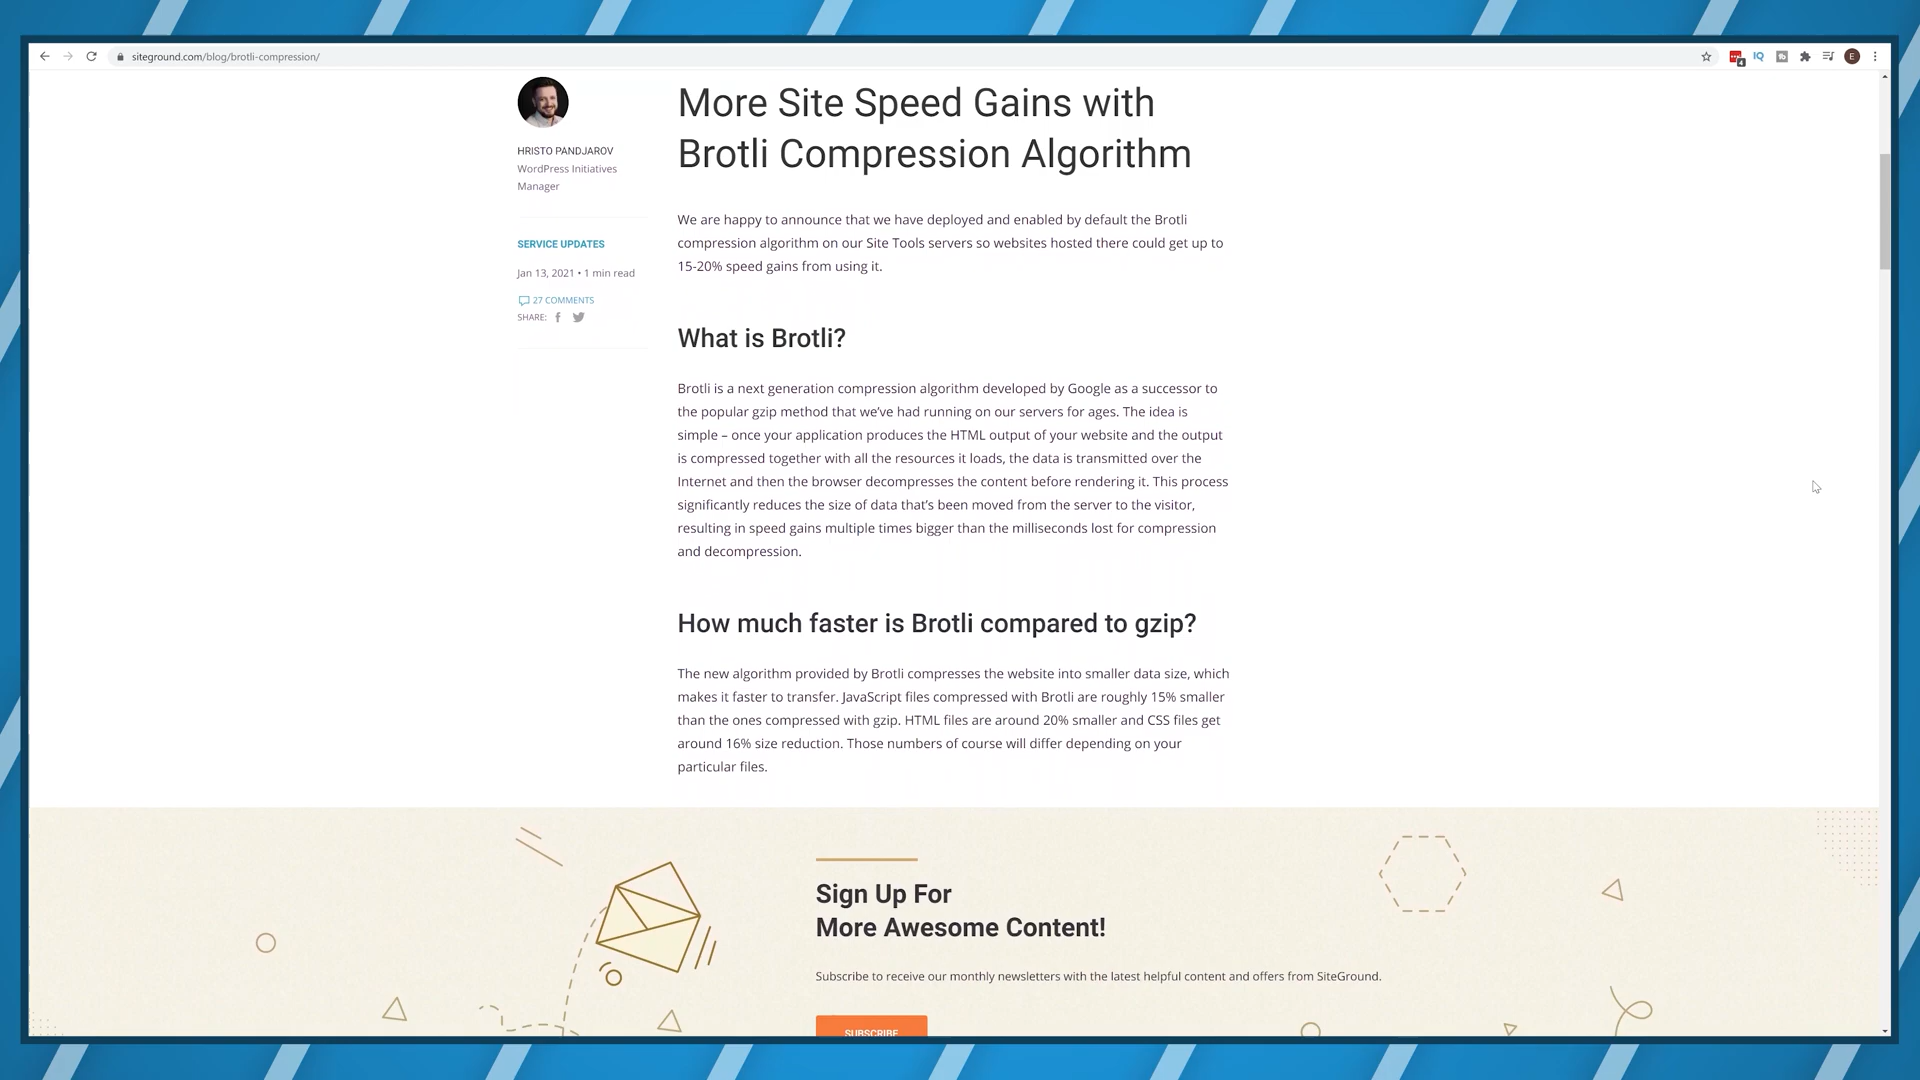 siteground.com/blog/brotli-compression/
4
IQ
E
HRISTO PANDJAROV
WordPress Initiatives
Manager
SERVICE UPDATES
Jan 13, 2021 • 1 min read
27 COMMENTS
SHARE:
More Site Speed Gains with
Brotli Compression Algorithm
We are happy to announce that we have deployed and enabled by default the Brotli
compression algorithm on our Site Tools servers so websites hosted there could get up to
15-20% speed gains from using it.
What is Brotli?
Brotli is a next generation compression algorithm developed by Google as a successor to
the popular gzip method that we’ve had running on our servers for ages. The idea is
simple – once your application produces the HTML output of your website and the output
is compressed together with all the resources it loads, the data is transmitted over the
Internet and then the browser decompresses the content before rendering it. This process
significantly reduces the size of data that’s been moved from the server to the visitor,
resulting in speed gains multiple times bigger than the milliseconds lost for compression
and decompression.
How much faster is Brotli compared to gzip?
The new algorithm provided by Brotli compresses the website into smaller data size, which
makes it faster to transfer. JavaScript files compressed with Brotli are roughly 15% smaller
than the ones compressed with gzip. HTML files are around 20% smaller and CSS files get
around 16% size reduction. Those numbers of course will differ depending on your
particular files.
Sign Up For
More Awesome Content!
Subscribe to receive our monthly newsletters with the latest helpful content and offers from SiteGround.
SUBSCRIBE